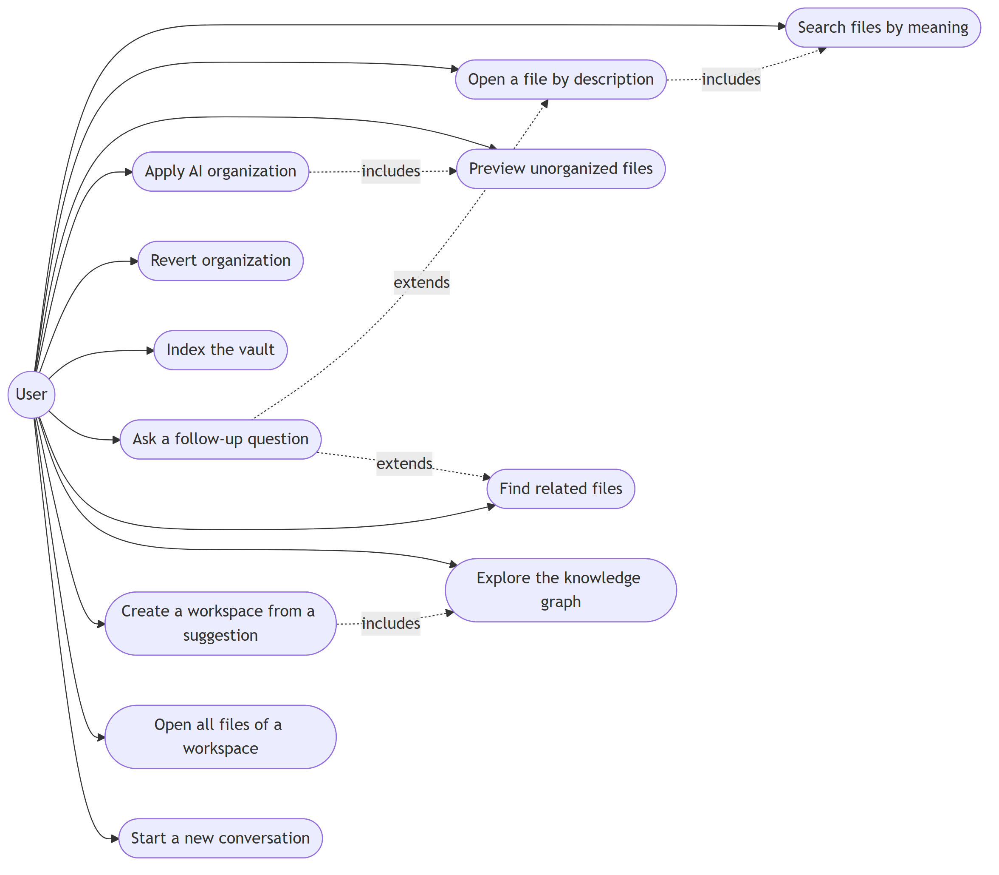 Search files by meaning
Open a file by description
includes
Preview unorganized files
Apply AI organization
includes
Revert organization
extends
Index the vault
User
Ask a follow-up question
extends
Find related files
Explore the knowledge
graph
Create a workspace from a
suggestion
includes
Open all files of a
workspace
Start a new conversation